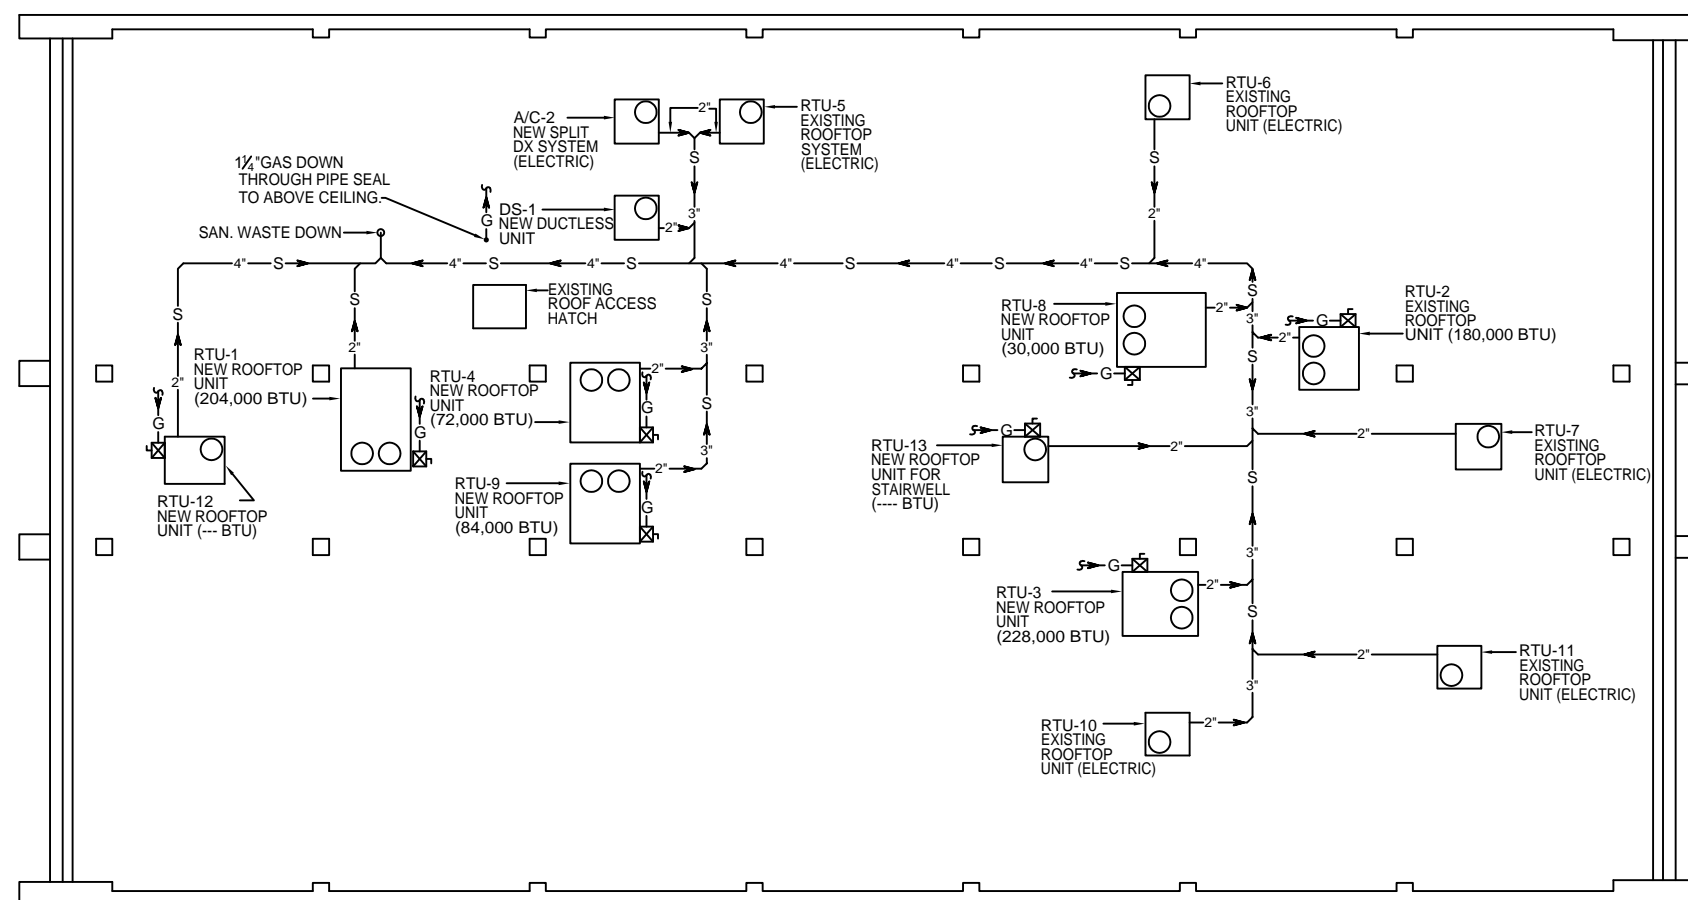 RTU-6
EXISTING
ROOFTOP
UNIT (ELECTRIC)
A/C-2
NEW SPLIT
DX SYSTEM
(ELECTRIC)
2"
RTU-5
EXISTING
ROOFTOP
SYSTEM
(ELECTRIC)
1¼"GAS DOWN
THROUGH PIPE SEAL
TO ABOVE CEILING.
S
S
G
DS-1
NEW DUCTLESS
UNIT
2"
3"
2"
SAN. WASTE DOWN
4"
S
4"
S
4"
S
4"
S
4"
S
4"
S
4"
EXISTING
ROOF ACCESS
HATCH
S
S
S
S
2"
2"
3"
3"
RTU-8
NEW ROOFTOP
UNIT
(30,000 BTU)
2"
S
3"
2"
G
RTU-2
EXISTING
ROOFTOP
UNIT (180,000 BTU)
RTU-1
NEW ROOFTOP
UNIT
(204,000 BTU)
RTU-4
NEW ROOFTOP
UNIT
(72,000 BTU)
2"
G
G
S
G
S
3"
2"
G
RTU-12
NEW ROOFTOP
UNIT (--- BTU)
RTU-9
NEW ROOFTOP
UNIT
(84,000 BTU)
2"
3"
G
RTU-13
NEW ROOFTOP
UNIT FOR
STAIRWELL
(---- BTU)
G
2"
2"
RTU-7
EXISTING
ROOFTOP
UNIT (ELECTRIC)
S
3"
G
RTU-3
NEW ROOFTOP
UNIT
(228,000 BTU)
2"
S
2"
RTU-11
EXISTING
ROOFTOP
UNIT (ELECTRIC)
3"
RTU-10
EXISTING
ROOFTOP
UNIT (ELECTRIC)
2"